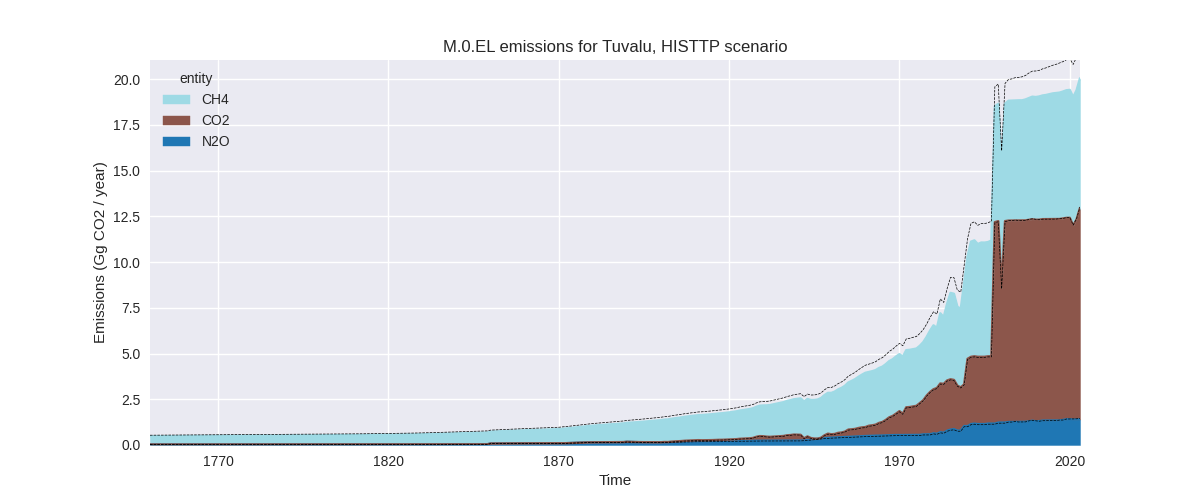 M.0.EL emissions for Tuvalu, HISTTP scenario
entity
CH4
CO2
N2O
Emissions (Gg CO2 / year)
20.0
17.5
15.0
12.5
10.0
7.5
5.0
2.5
0.0
1770 1820 1870 1920 1970 2020
Time